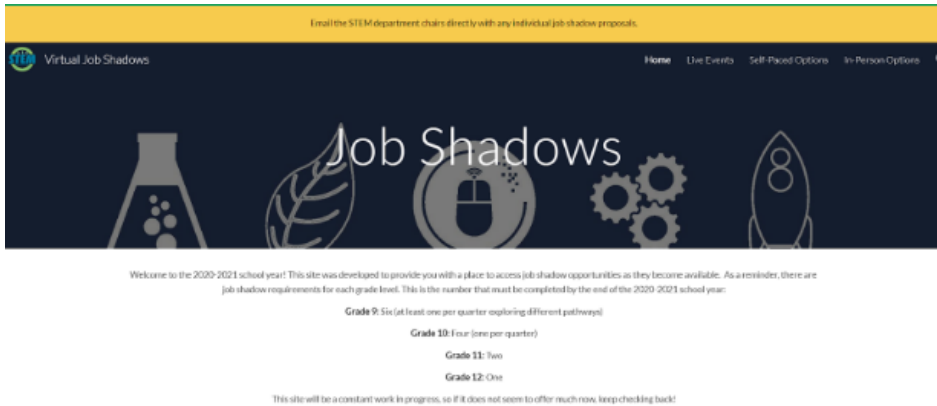 Email the STEM department chairs directly with any individual job shadow proposals.
STEM
Virtual Job Shadows
Home Live Events Self-Paced Options In-Person Options
Job Shadows
Welcome to the 2020-2021 school year! This site was developed to provide you with a place to access job shadow opportunities as they become available. As a reminder, there are
job shadow requirements for each grade level. This is the number that must be completed by the end of the 2020-2021 school year:
Grade 9: Six (at least one per quarter exploring different pathways)
Grade 10: Four (one per quarter)
Grade 11: Two
Grade 12: One
This site will be a constant work in progress, so if it does not seem to offer much now, keep checking back!